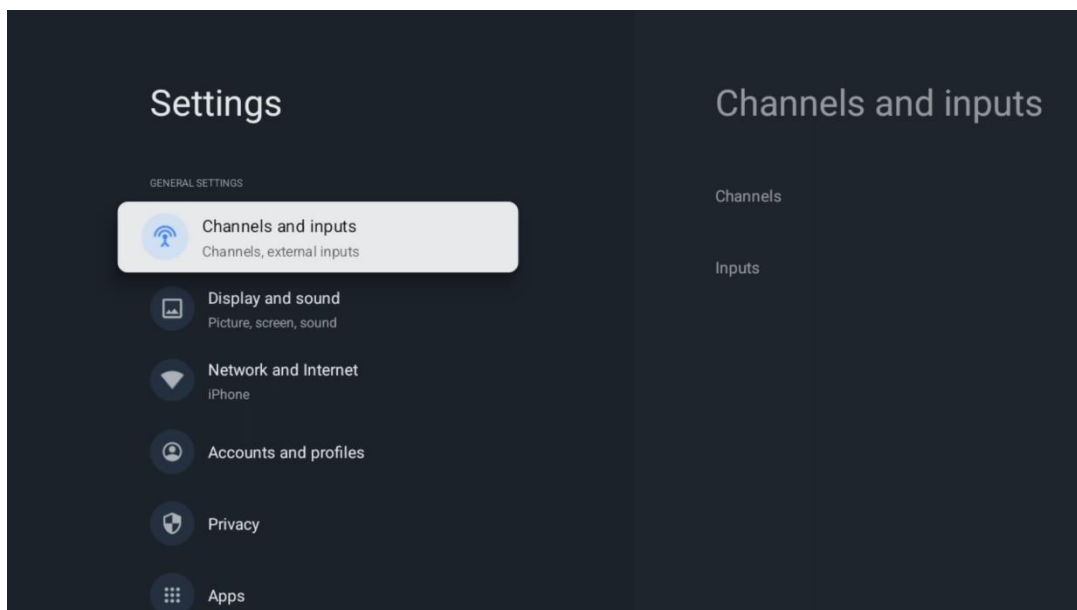 Settings
GENERAL SETTINGS
Channels and inputs
Channels, external inputs
Display and sound
Picture, screen, sound
Network and Internet
iPhone
Accounts and profiles
Privacy
Apps
Channels and inputs
Channels
Inputs